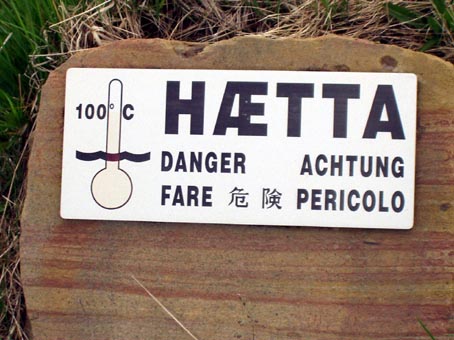 100° C
HÆTTA
DANGER ACHTUNG
FARE 危険 PERICOLO